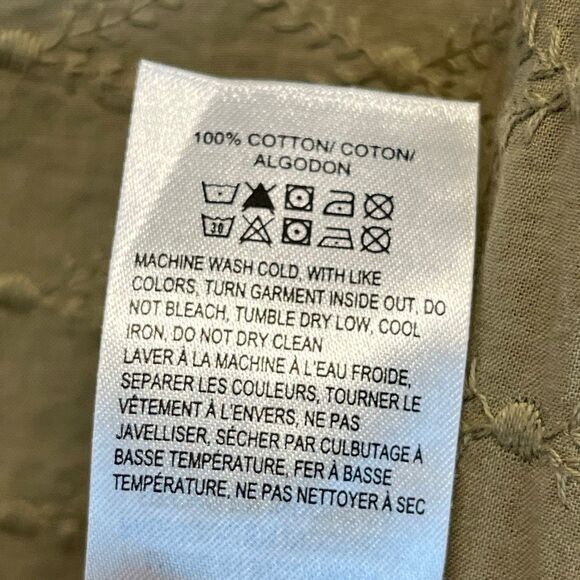 100% COTTON/ COTON/
ALGODON
30
MACHINE WASH COLD, WITH LIKE
COLORS, TURN GARMENT INSIDE OUT, DO
NOT BLEACH, TUMBLE DRY LOW, COOL
IRON, DO NOT DRY CLEAN
LAVER À LA MACHINE À L'EAU FROIDE,
SEPARER LES COULEURS, TOURNER LE
VÊTEMENT À L'ENVERS, NE PAS
JAVELLISER, SÉCHER PAR CULBUTAGE À
BASSE TEMPÉRATURE, FER À BASSE
TEMPÉRATURE, NE PAS NETTOYER À SEC